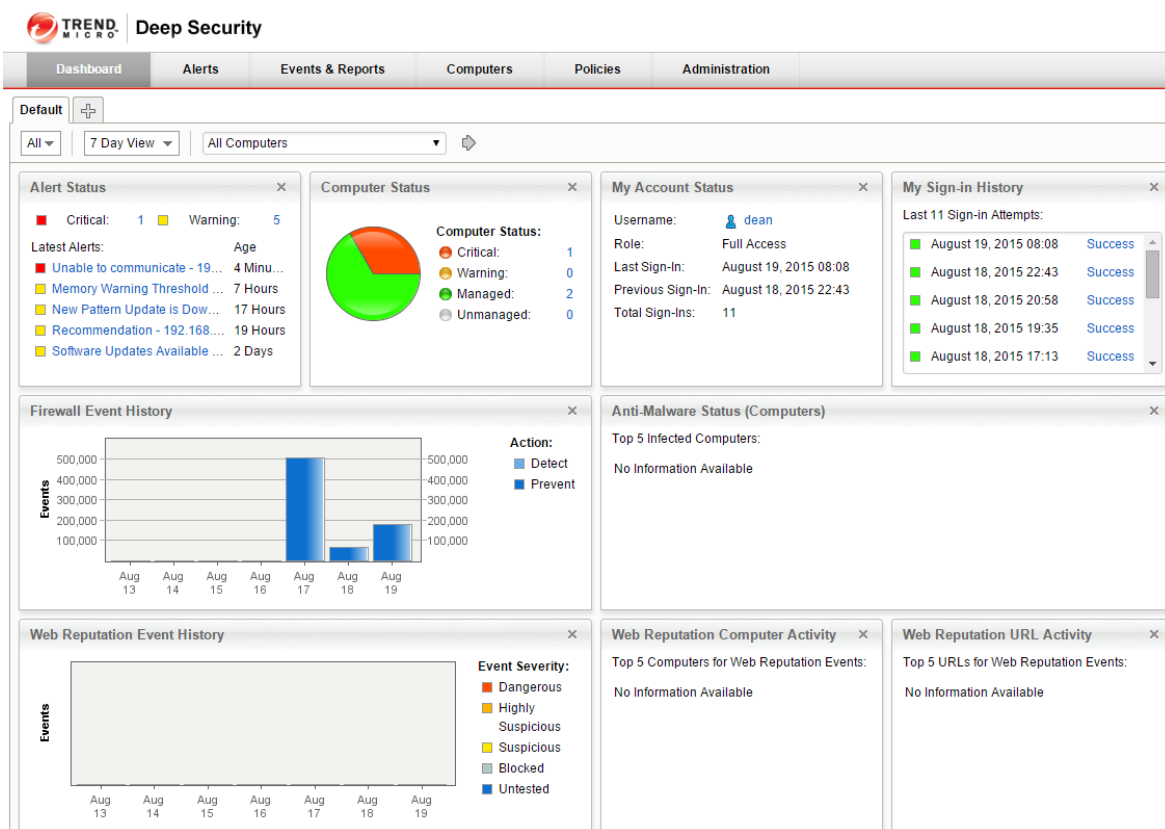 TREND MICRO Deep Security
Dashboard Alerts Events & Reports Computers Policies Administration
Default
All 7 Day View All Computers
Alert Status
Critical: 1 Warning: 5
Latest Alerts: Age
Unable to communicate - 19... 4 Minu...
Memory Warning Threshold ... 7 Hours
New Pattern Update is Dow... 17 Hours
Recommendation - 192.168.... 19 Hours
Software Updates Available ... 2 Days
Computer Status
Computer Status:
Critical: 1
Warning: 0
Managed: 2
Unmanaged: 0
My Account Status
Username: dean
Role: Full Access
Last Sign-In: August 19, 2015 08:08
Previous Sign-In: August 18, 2015 22:43
Total Sign-Ins: 11
My Sign-in History
Last 11 Sign-in Attempts:
August 19, 2015 08:08 Success
August 18, 2015 22:43 Success
August 18, 2015 20:58 Success
August 18, 2015 19:35 Success
August 18, 2015 17:13 Success
Firewall Event History
Events
500,000 500,000
400,000 400,000
300,000 300,000
200,000 200,000
100,000 100,000
Aug Aug Aug Aug Aug Aug Aug
13 14 15 16 17 18 19
Action:
Detect
Prevent
Anti-Malware Status (Computers)
Top 5 Infected Computers:
No Information Available
Web Reputation Event History
Events
Aug Aug Aug Aug Aug Aug Aug
13 14 15 16 17 18 19
Event Severity:
Dangerous
Highly
Suspicious
Suspicious
Blocked
Untested
Web Reputation Computer Activity
Top 5 Computers for Web Reputation Events:
No Information Available
Web Reputation URL Activity
Top 5 URLs for Web Reputation Events:
No Information Available